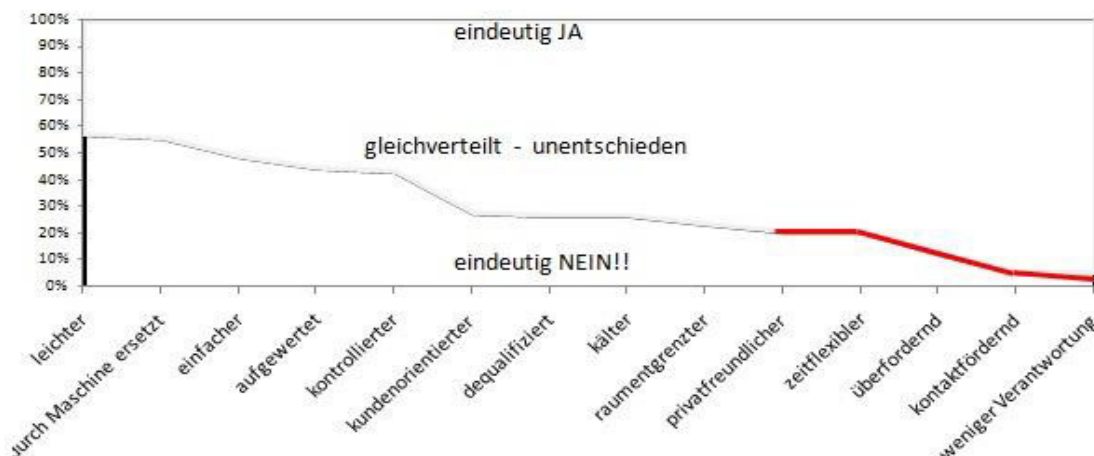 100%
90%
80%
70%
60%
50%
40%
30%
20%
10%
0%
eindeutig JA
gleichverteilt - unentschieden
eindeutig NEIN!!
leichter
durch Maschine ersetzt
einfacher
aufgewertet
kontrollierter
kundenorientierter
dequalifiziert
kälter
raumentgrenzter
privatfreundlicher
zeitflexibler
überfordernd
kontaktfördernd
weniger Verantwortung